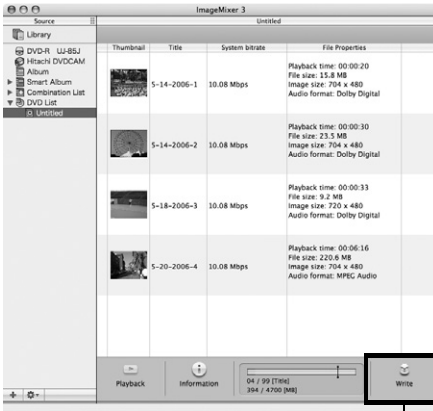 ImageMixer 3
Source
Untitled
Library
DVD-R UJ-85J
Hitachi DVDCAM
Album
Smart Album
Combination List
DVD List
Untitled
Thumbnail Title System bitrate File Properties
5-14-2006-1 10.08 Mbps
Playback time: 00:00:20
File size: 15.8 MB
Image size: 704 x 480
Audio format: Dolby Digital
5-14-2006-2 10.08 Mbps
Playback time: 00:00:30
File size: 23.5 MB
Image size: 704 x 480
Audio format: Dolby Digital
5-18-2006-3 10.08 Mbps
Playback time: 00:00:33
File size: 9.2 MB
Image size: 720 x 480
Audio format: Dolby Digital
5-20-2006-4 10.08 Mbps
Playback time: 00:06:16
File size: 220.6 MB
Image size: 704 x 480
Audio format: MPEG Audio
Playback
Information
04 / 99 [Title]
394 / 4700 [MB]
Write